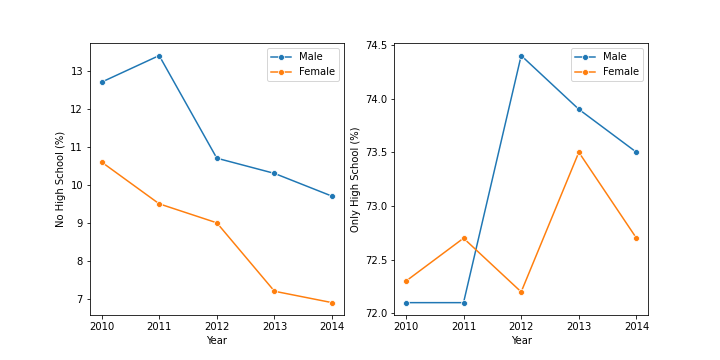 No High School (%)
13
12
11
10
9
8
7
2010 2011 2012 2013 2014
Year
Male
Female
Only High School (%)
74.5
74.0
73.5
73.0
72.5
72.0
2010 2011 2012 2013 2014
Year
Male
Female